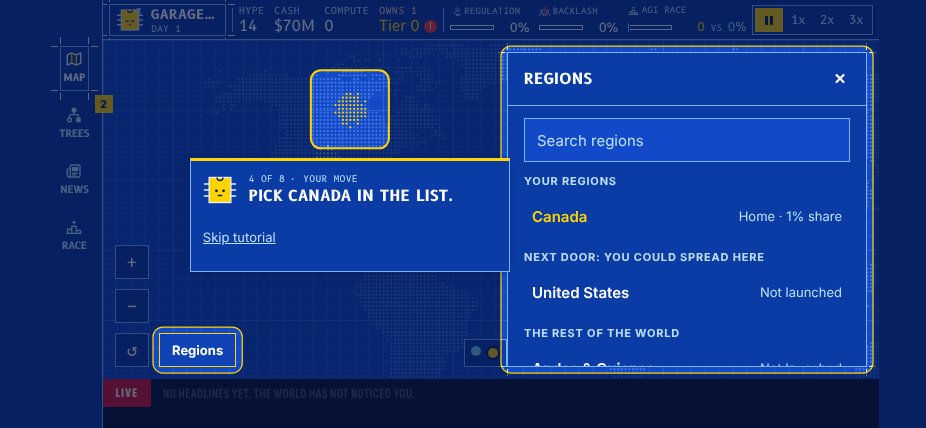 GARAGE...
DAY 1
HYPE
14
CASH
$70M
COMPUTE
0
OWNS 1
Tier 0 !
REGULATION
0%
BACKLASH
0%
AGI RACE
0 VS 0%
1x 2x 3x
MAP
2
TREES
NEWS
RACE
4 OF 8 · YOUR MOVE
PICK CANADA IN THE LIST.
Skip tutorial
+
−
↺
Regions
REGIONS
×
Search regions
YOUR REGIONS
Canada Home · 1% share
NEXT DOOR: YOU COULD SPREAD HERE
United States Not launched
THE REST OF THE WORLD
LIVE
NO HEADLINES YET. THE WORLD HAS NOT NOTICED YOU.